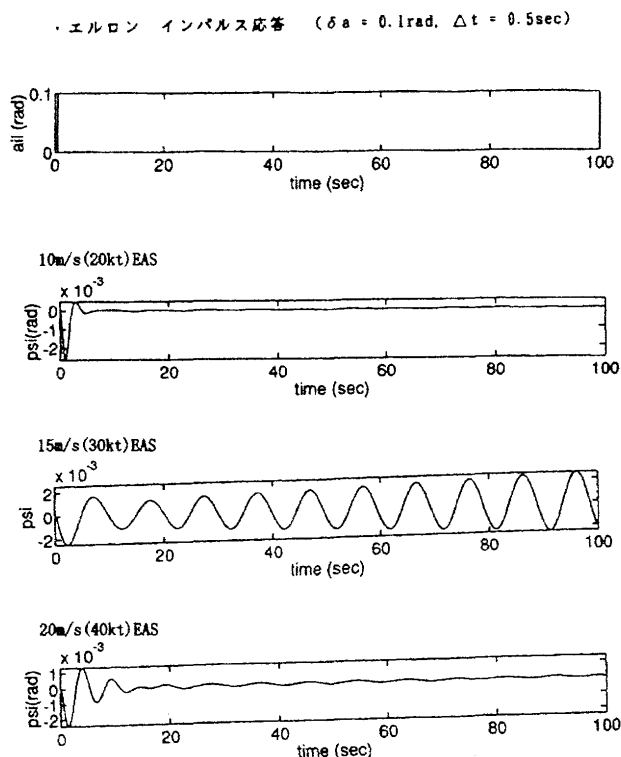 ・エルロン インパルス応答 (δa = 0.1rad, Δt = 0.5sec)
0.1
ail (rad)
0
0 20 40 60 80 100
time (sec)
10m/s(20kt)EAS
x 10^-3
0
-1
-2
psi(rad)
0 20 40 60 80 100
time (sec)
15m/s(30kt)EAS
x 10^-3
2
0
-2
psi
0 20 40 60 80 100
time (sec)
20m/s(40kt)EAS
x 10^-3
1
0
-1
-2
psi(rad)
0 20 40 60 80 100
time (sec)